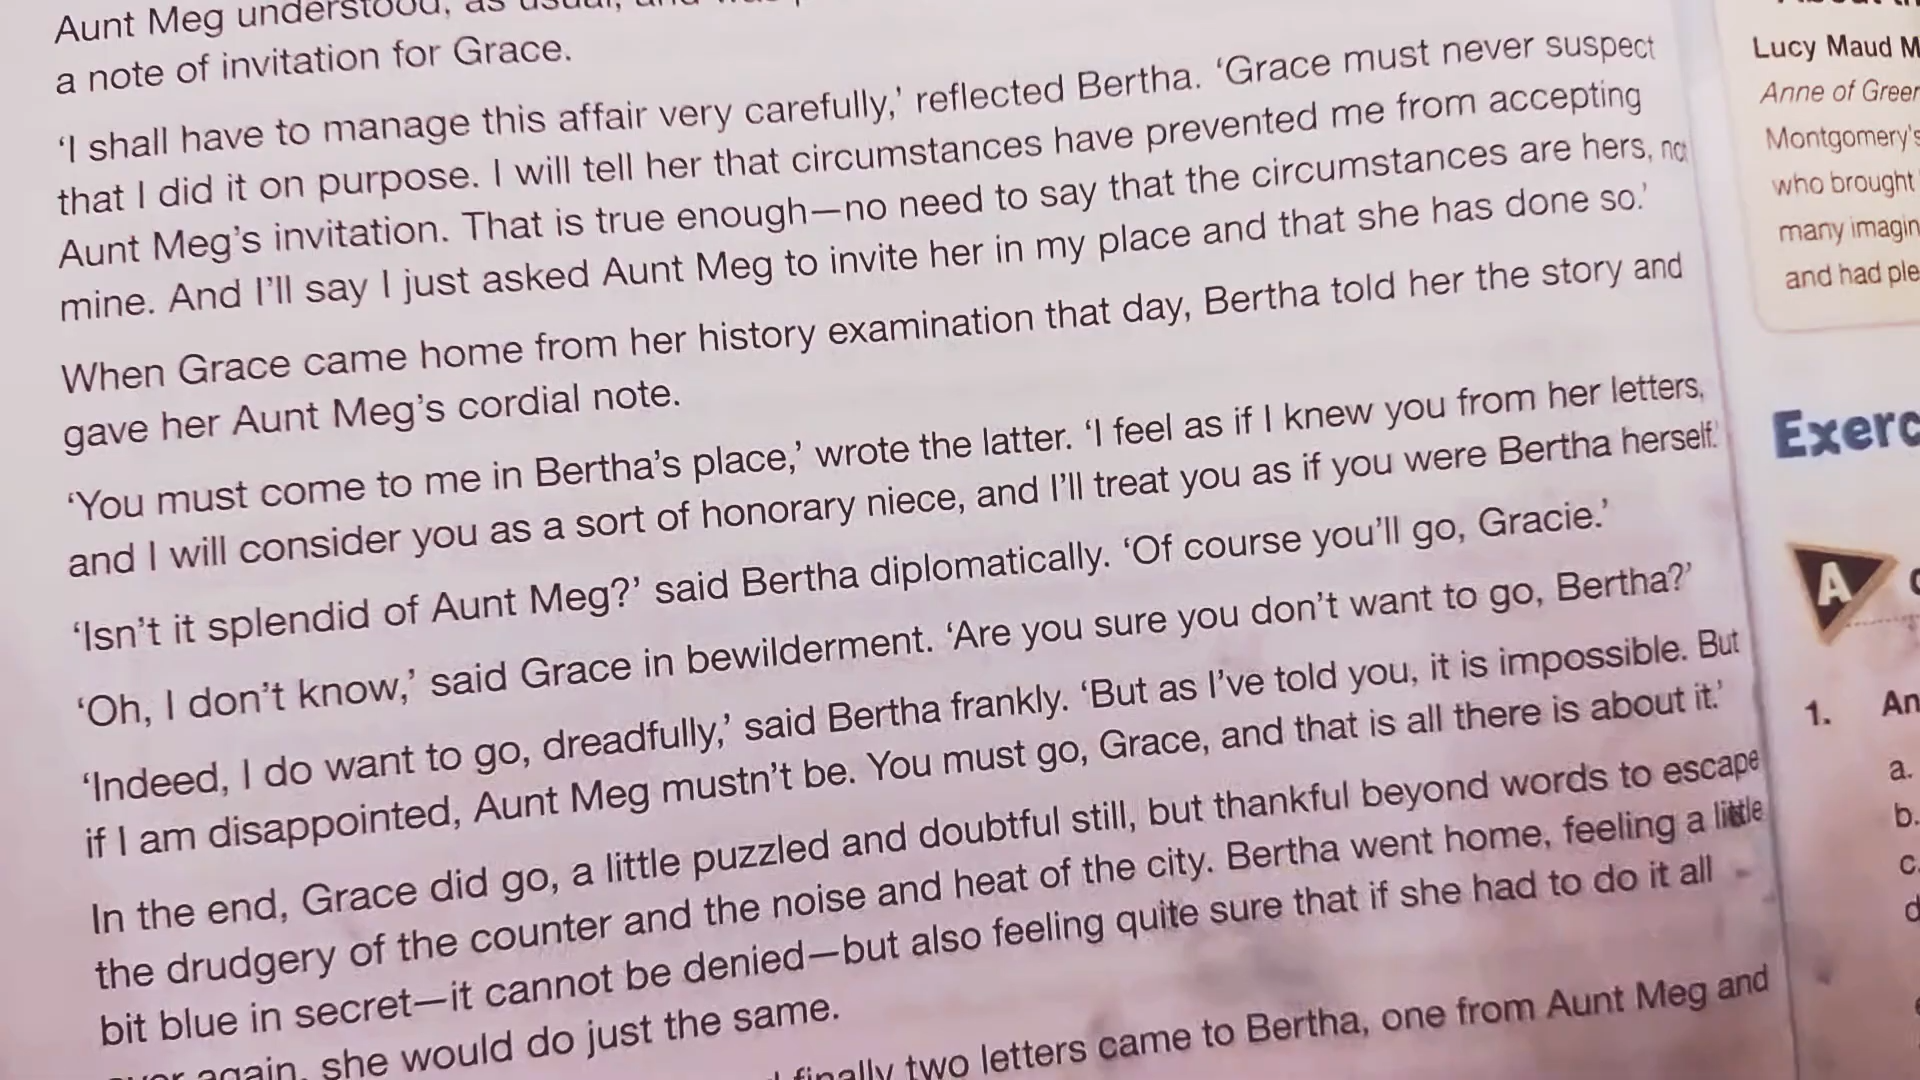 Aunt Meg understood, as usual, and was
a note of invitation for Grace.
‘I shall have to manage this affair very carefully,’ reflected Bertha. ‘Grace must never suspect
that I did it on purpose. I will tell her that circumstances have prevented me from accepting
Aunt Meg’s invitation. That is true enough—no need to say that the circumstances are hers, not
mine. And I’ll say I just asked Aunt Meg to invite her in my place and that she has done so.’
When Grace came home from her history examination that day, Bertha told her the story and
gave her Aunt Meg’s cordial note.
‘You must come to me in Bertha’s place,’ wrote the latter. ‘I feel as if I knew you from her letters,
and I will consider you as a sort of honorary niece, and I’ll treat you as if you were Bertha herself.’
‘Isn’t it splendid of Aunt Meg?’ said Bertha diplomatically. ‘Of course you’ll go, Gracie.’
‘Oh, I don’t know,’ said Grace in bewilderment. ‘Are you sure you don’t want to go, Bertha?’
‘Indeed, I do want to go, dreadfully,’ said Bertha frankly. ‘But as I’ve told you, it is impossible. But
if I am disappointed, Aunt Meg mustn’t be. You must go, Grace, and that is all there is about it.’
In the end, Grace did go, a little puzzled and doubtful still, but thankful beyond words to escape
the drudgery of the counter and the noise and heat of the city. Bertha went home, feeling a little
bit blue in secret—it cannot be denied—but also feeling quite sure that if she had to do it all
over again, she would do just the same.
finally two letters came to Bertha, one from Aunt Meg and
Lucy Maud M
Anne of Green
Montgomery’s
who brought
many imagin
and had ple
Exerc
A
1. An
a.
b.
c.
d